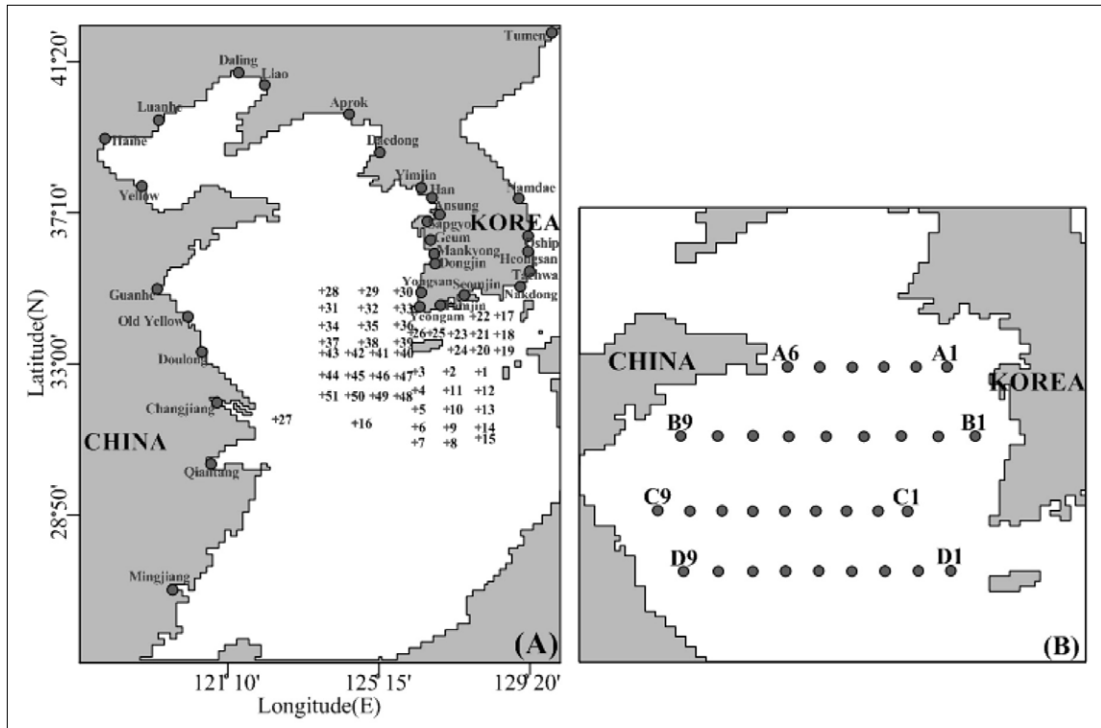 Tumen
41°20'
Daling
Liao
Luanhe
Aprok
Haihe
Daedong
Yimjin
Han
Yellow
Namdae
37°10'
Ansung
Sapgyo
KOREA
Geum
Oship
Mankyong
Heongsan
Dongjin
Taehwa
Yongsan
Seomjin
Nakdong
Guanhe
+28 +29 +30
+31 +32 +33
Yeongam
+22 +17
Old Yellow
+34 +35 +36
+26 +25 +23 +21 +18
+37 +38 +39
Doulong
33°00'
+43 +42 +41 +40
+24 +20 +19
+44 +45 +46 +47
+3 +2 +1
+51 +50 +49 +48
+4 +11 +12
Changjiang
+5 +10 +13
+27 +16
+6 +9 +14
CHINA
+7 +8 +15
Qiantang
28°50'
Mingjiang
(A)
Latitude(N)
121°10' 125°15' 129°20'
Longitude(E)
CHINA
A6 A1
KOREA
B9 B1
C9 C1
D9 D1
(B)